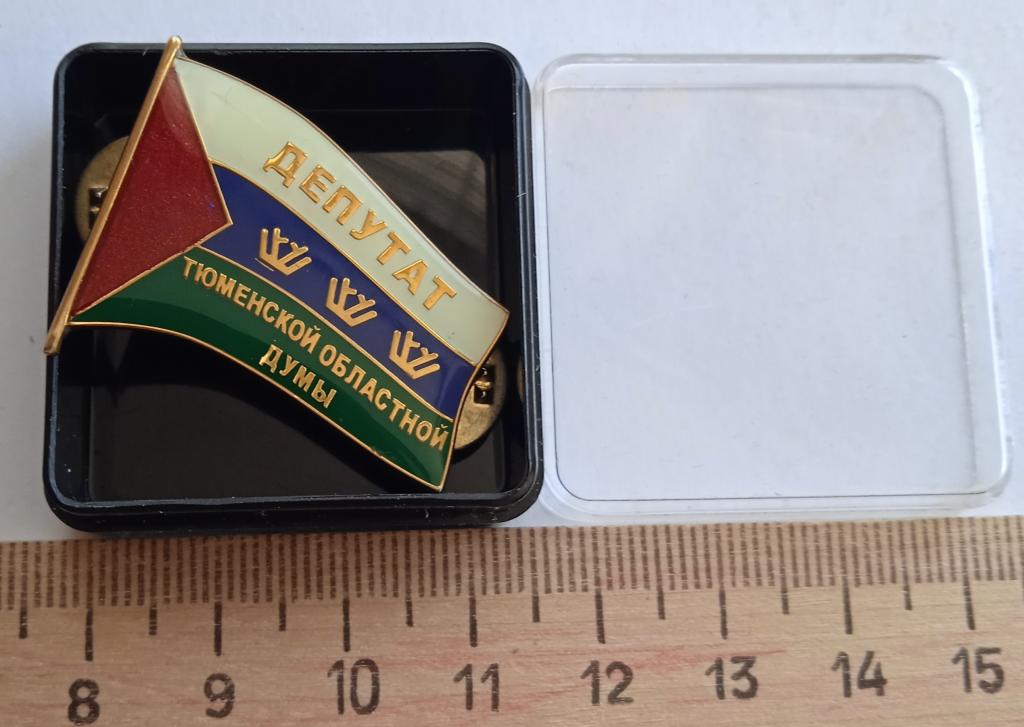 ДЕПУТАТ
ТЮМЕНСКОЙ ОБЛАСТНОЙ
ДУМЫ
8 9 10 11 12 13 14 15